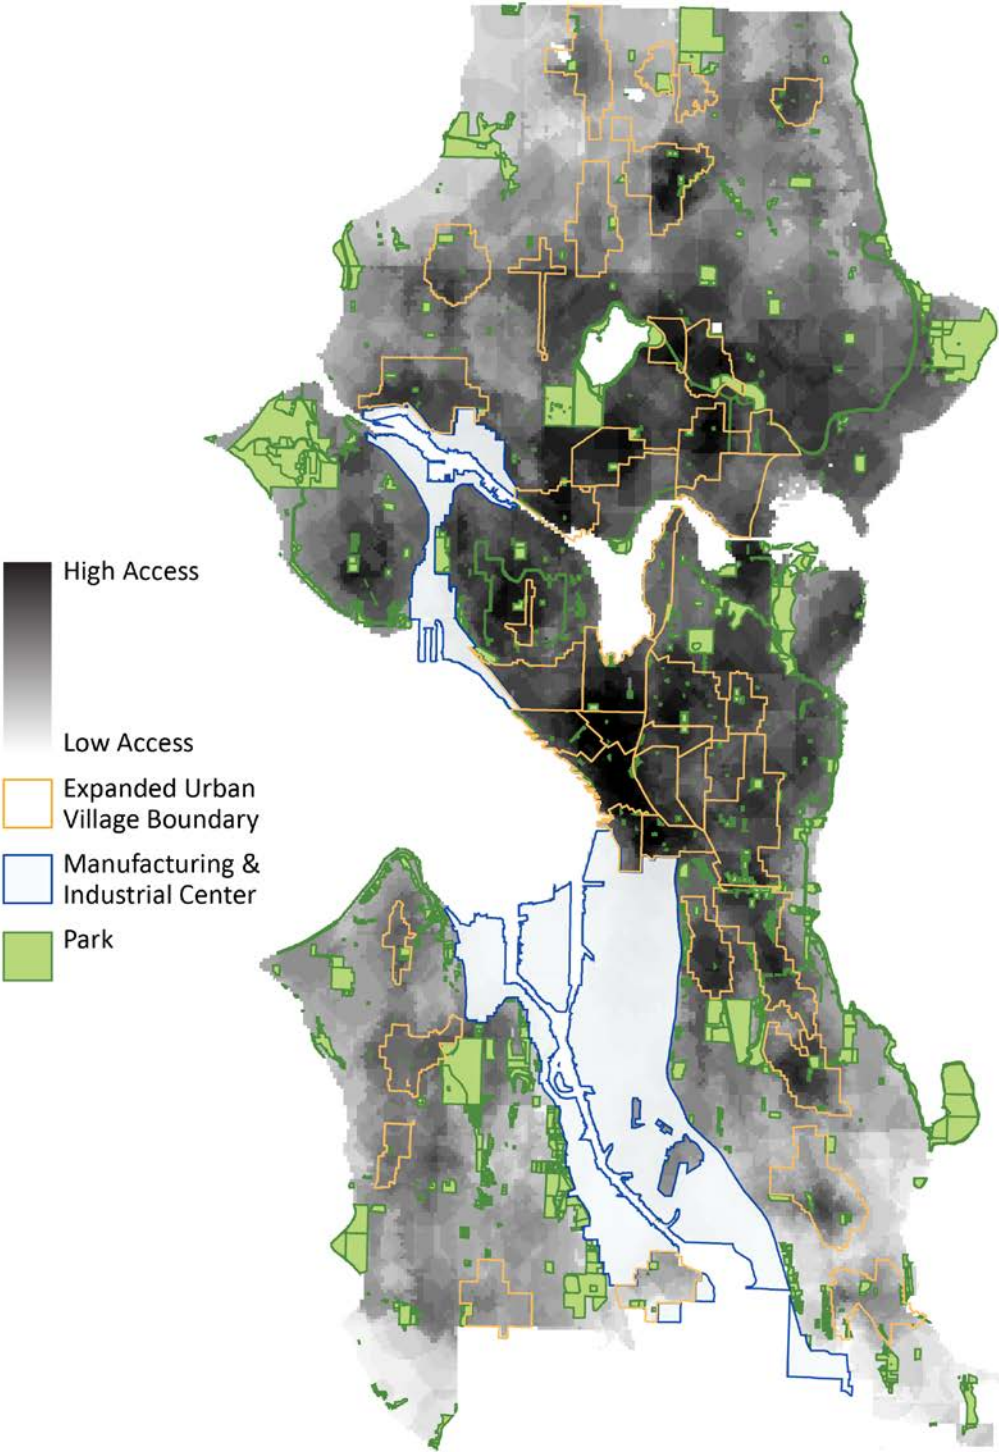 High Access
Low Access
Expanded Urban
Village Boundary
Manufacturing &
Industrial Center
Park